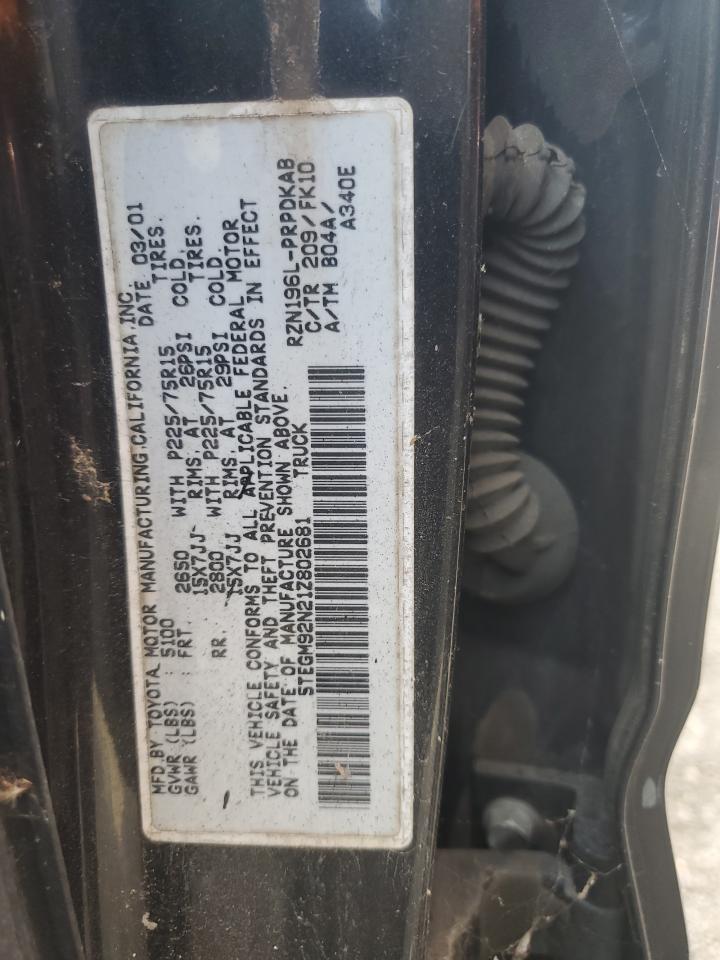 MFD.BY TOYOTA MOTOR MANUFACTURING,CALIFORNIA,INC.
GVWR (LBS) : 5100 DATE 03/01
GAWR (LBS) : FRT. 2650 WITH P225/75R15 TIRES.
15X7JJ RIMS AT 26PSI COLD.
RR. 2800 WITH P225/75R15 TIRES.
15X7JJ RIMS AT 29PSI COLD.
THIS VEHICLE CONFORMS TO ALL APPLICABLE FEDERAL MOTOR
VEHICLE SAFETY AND THEFT PREVENTION STANDARDS IN EFFECT
ON THE DATE OF MANUFACTURE SHOWN ABOVE.
5TEGM92N21Z802681 TRUCK RZN196L-PRPDKAB
C/TR 209/FK10
A/TM B04A/
A340E